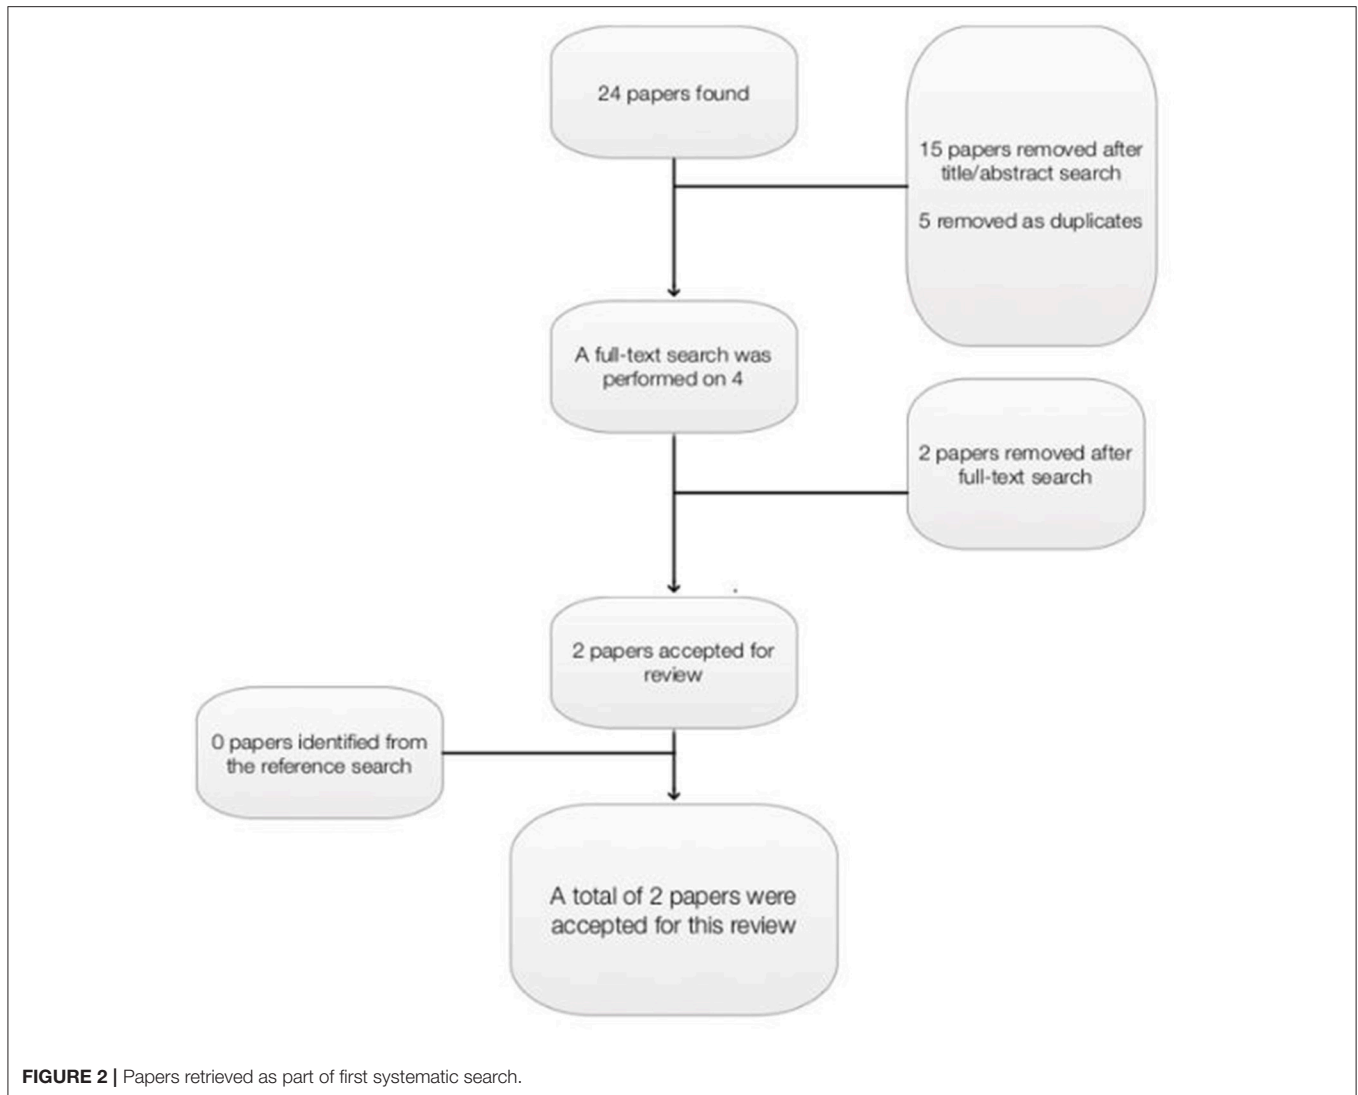 24 papers found
15 papers removed after
title/abstract search
5 removed as duplicates
A full-text search was
performed on 4
2 papers removed after
full-text search
2 papers accepted for
review
0 papers identified from
the reference search
A total of 2 papers were
accepted for this review
FIGURE 2 | Papers retrieved as part of first systematic search.